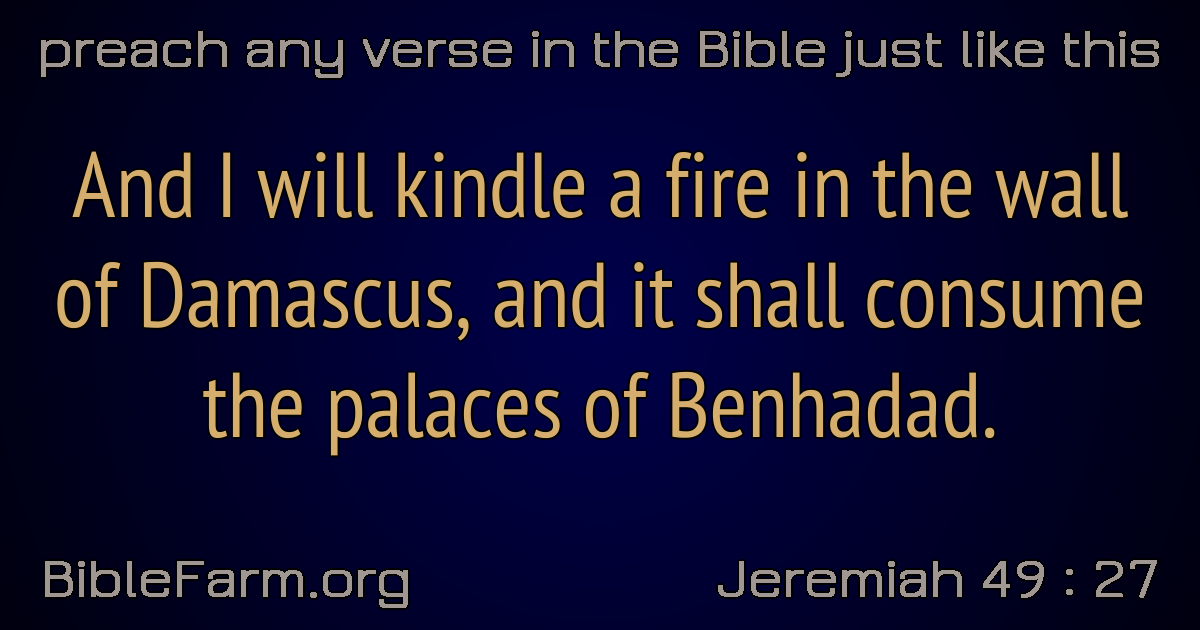 preach any verse in the Bible just like this
And I will kindle a fire in the wall
of Damascus, and it shall consume
the palaces of Benhadad.
BibleFarm.org
Jeremiah 49 : 27